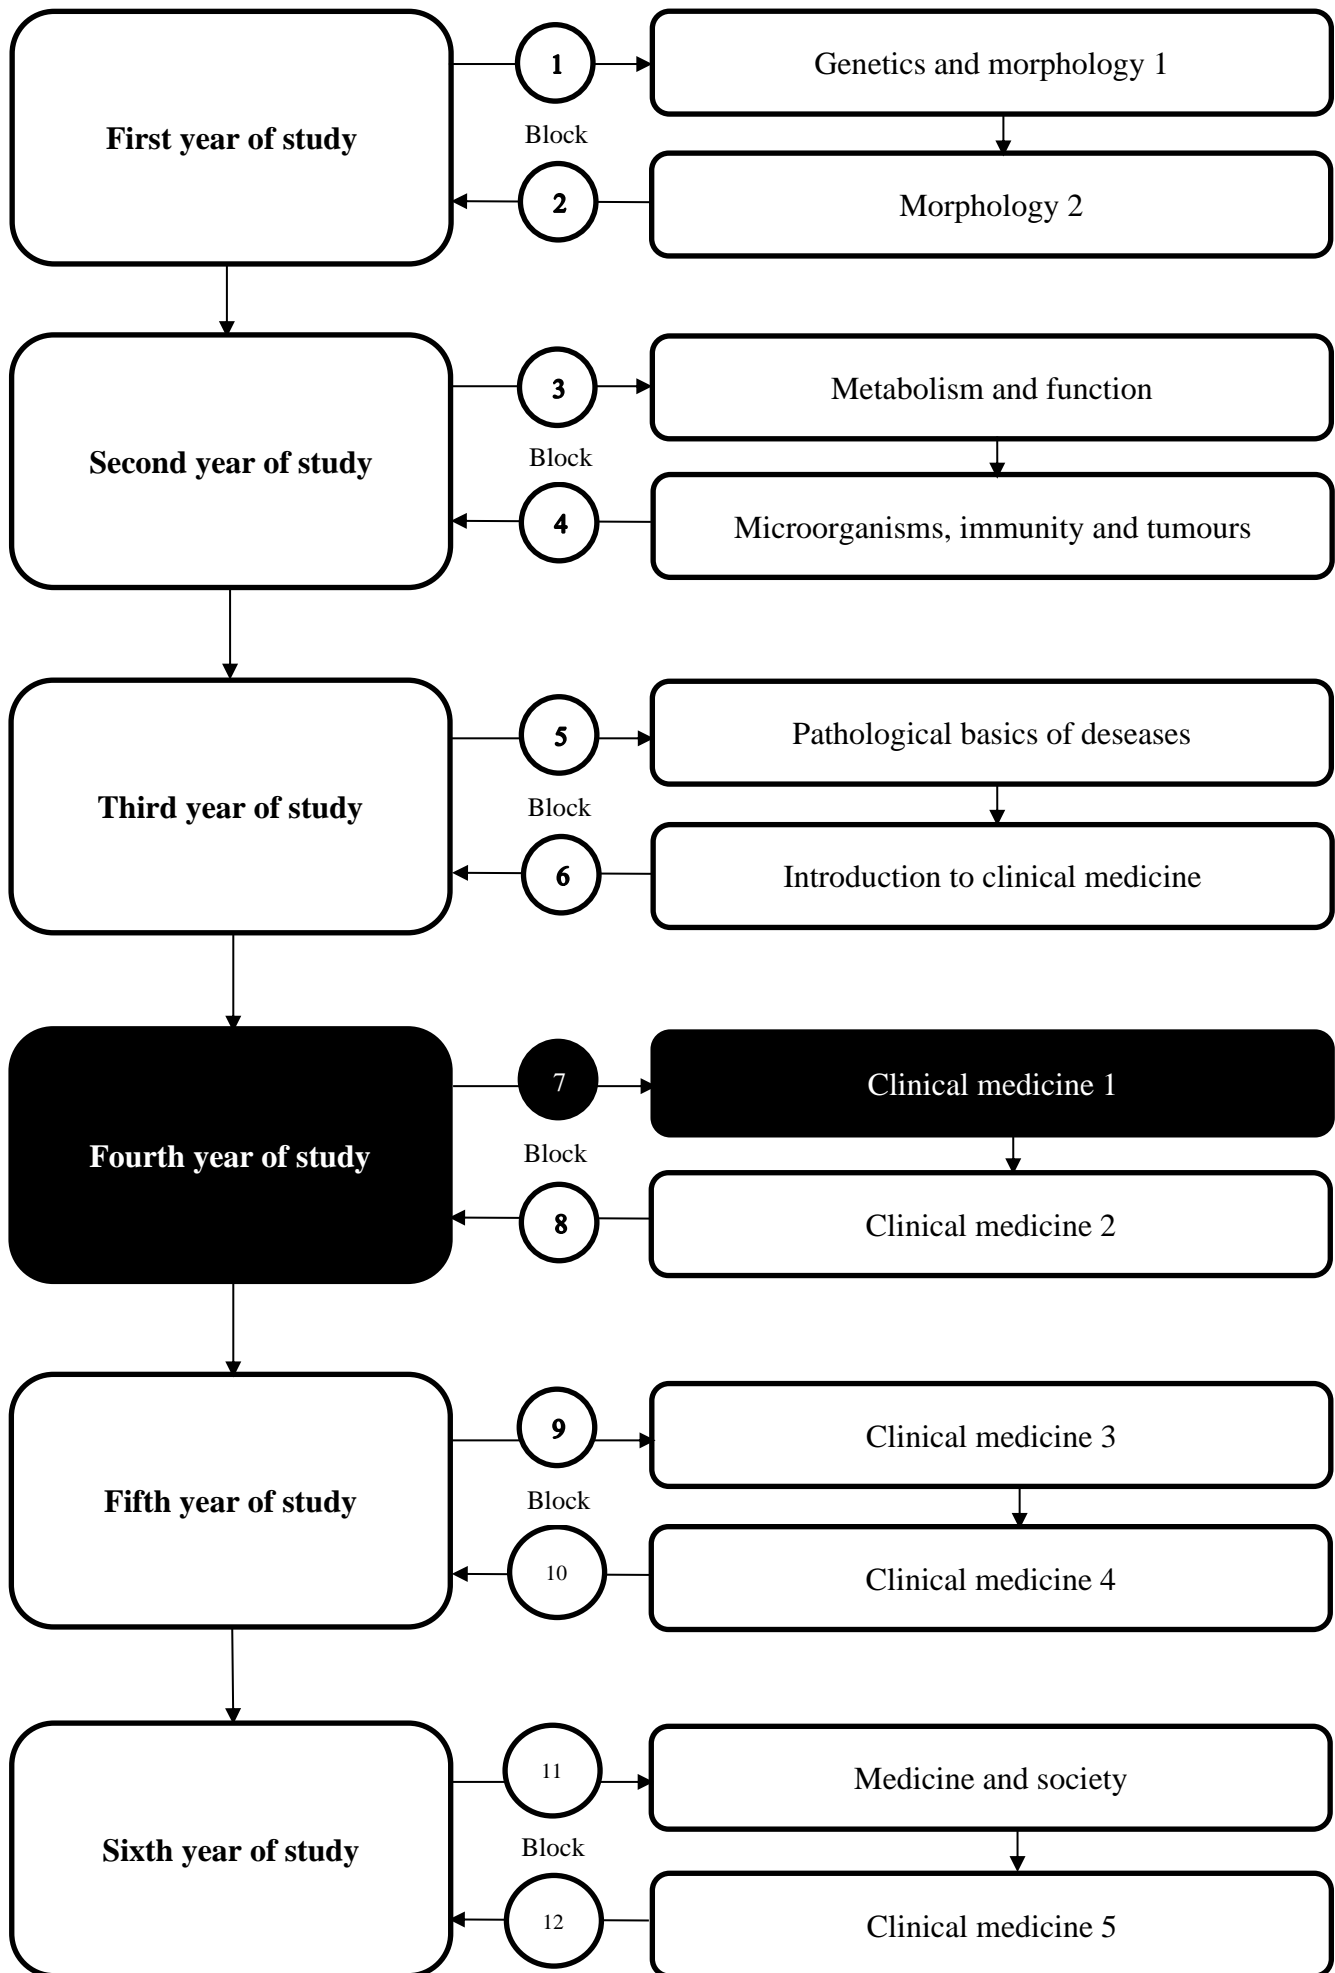 1
Genetics and morphology 1
First year of study
Block
2
Morphology 2
3
Metabolism and function
Second year of study
Block
4
Microorganisms, immunity and tumours
5
Pathological basics of deseases
Third year of study
Block
6
Introduction to clinical medicine
7
Clinical medicine 1
Fourth year of study
Block
8
Clinical medicine 2
9
Clinical medicine 3
Fifth year of study
Block
10
Clinical medicine 4
11
Medicine and society
Sixth year of study
Block
12
Clinical medicine 5